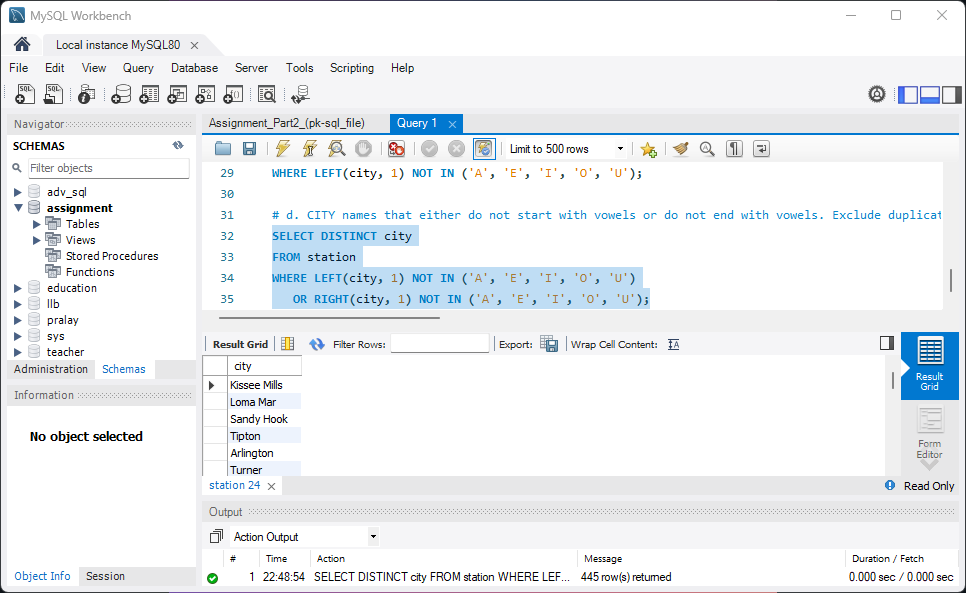 MySQL Workbench
Local instance MySQL80
File Edit View Query Database Server Tools Scripting Help
Navigator
SCHEMAS
Filter objects
adv_sql
assignment
Tables
Views
Stored Procedures
Functions
education
llb
pralay
sys
teacher
Administration Schemas
Information
No object selected
Object Info Session
Assignment_Part2_(pk-sql_file) Query 1
Limit to 500 rows
29 WHERE LEFT(city, 1) NOT IN ('A', 'E', 'I', 'O', 'U');
30
31 # d. CITY names that either do not start with vowels or do not end with vowels. Exclude duplicat
32 SELECT DISTINCT city
33 FROM station
34 WHERE LEFT(city, 1) NOT IN ('A', 'E', 'I', 'O', 'U')
35 OR RIGHT(city, 1) NOT IN ('A', 'E', 'I', 'O', 'U');
Result Grid Filter Rows: Export: Wrap Cell Content:
city
Kissee Mills
Loma Mar
Sandy Hook
Tipton
Arlington
Turner
Result
Grid
Form
Editor
station 24 Read Only
Output
Action Output
# Time Action Message Duration / Fetch
1 22:48:54 SELECT DISTINCT city FROM station WHERE LEF... 445 row(s) returned 0.000 sec / 0.000 sec